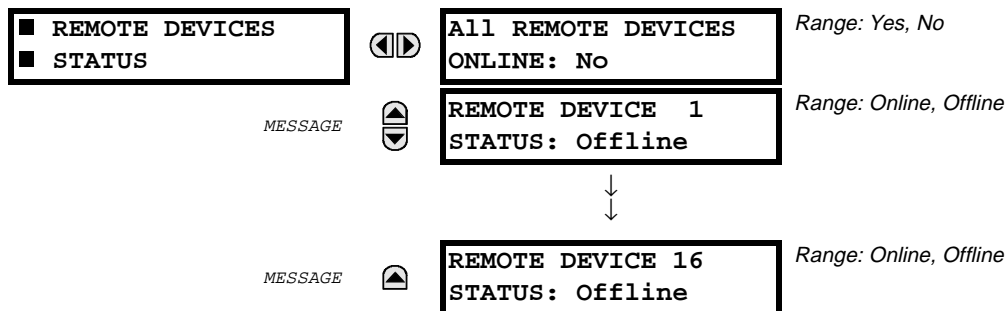 ■ REMOTE DEVICES
■ STATUS
All REMOTE DEVICES
ONLINE: No
Range: Yes, No
MESSAGE
REMOTE DEVICE 1
STATUS: Offline
Range: Online, Offline
↓
↓
MESSAGE
REMOTE DEVICE 16
STATUS: Offline
Range: Online, Offline